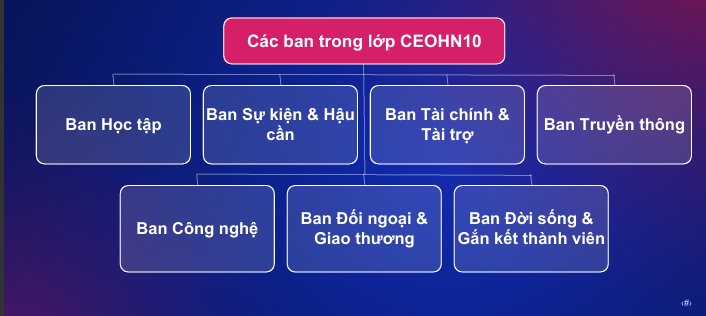 Các ban trong lớp CEOHN10
Ban Học tập
Ban Sự kiện & Hậu
cần
Ban Tài chính &
Tài trợ
Ban Truyền thông
Ban Công nghệ
Ban Đối ngoại &
Giao thương
Ban Đời sống &
Gắn kết thành viên
‹#›